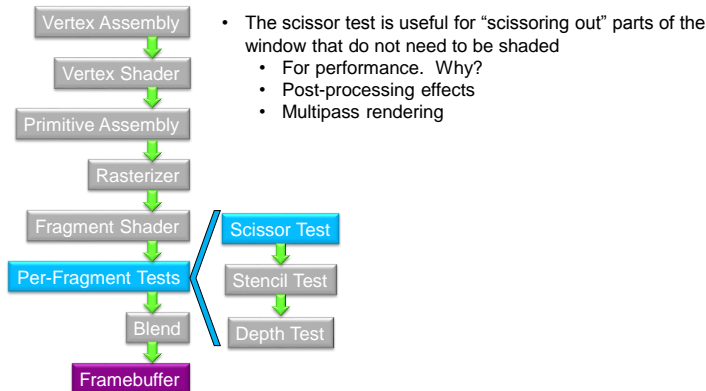 Vertex Assembly
Vertex Shader
Primitive Assembly
Rasterizer
Fragment Shader
Per-Fragment Tests
Blend
Framebuffer
Scissor Test
Stencil Test
Depth Test
• The scissor test is useful for “scissoring out” parts of the
window that do not need to be shaded
• For performance.  Why?
• Post-processing effects
• Multipass rendering